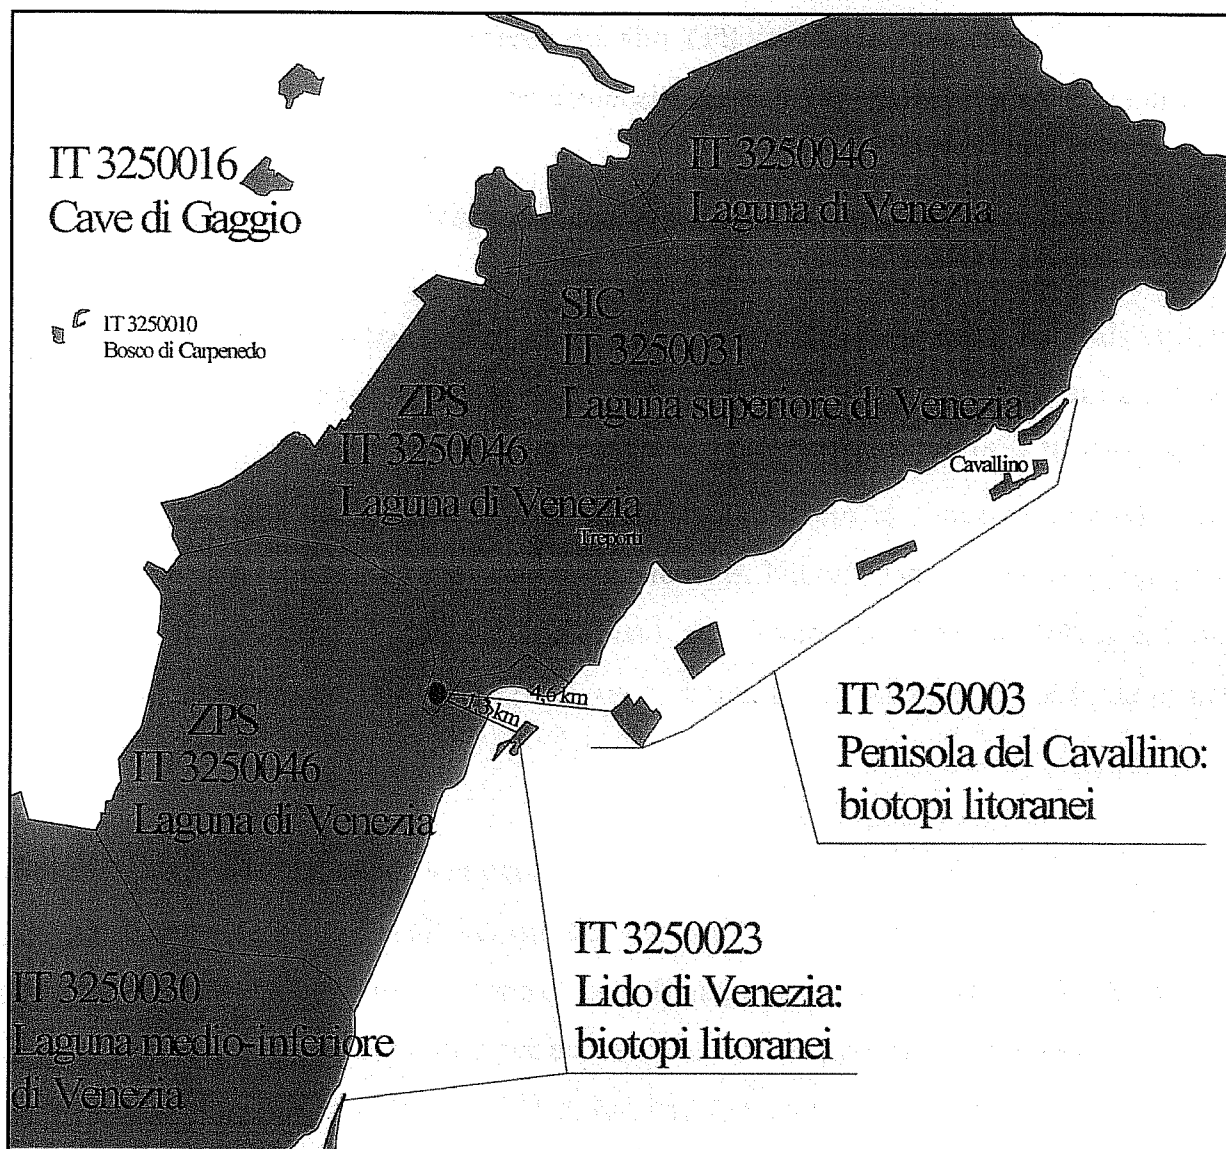 IT 3250016
Cave di Gaggio
IT 3250046
Laguna di Venezia
IT 3250010
Bosco di Carpenedo
SIC
IT 3250031
Laguna superiore di Venezia
ZPS
IT 3250046
Laguna di Venezia
Treporti
Cavallino
4.6 km
ZPS
IT 3250046
Laguna di Venezia
IT 3250003
Penisola del Cavallino:
biotopi litoranei
IT 3250023
Lido di Venezia:
biotopi litoranei
IT 3250030
Laguna medio-inferiore
di Venezia